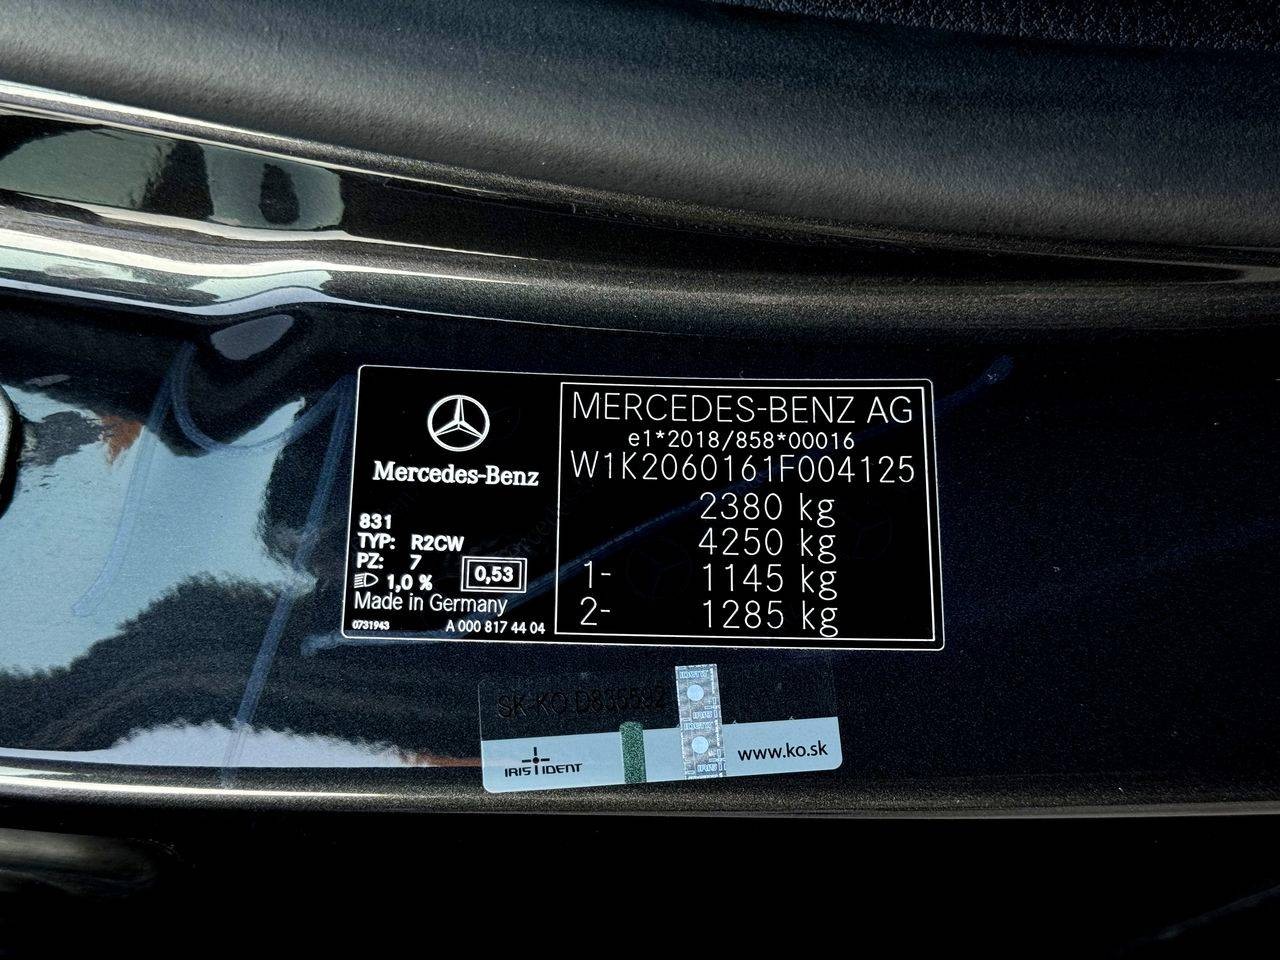 Mercedes-Benz
831
TYP: R2CW
PZ: 7
1,0 %
0,53
Made in Germany
0731943
A 000 817 44 04
MERCEDES-BENZ AG
e1*2018/858*00016
W1K2060161F004125
2380 kg
4250 kg
1- 1145 kg
2- 1285 kg
SK-KO
IRIS IDENT
www.ko.sk